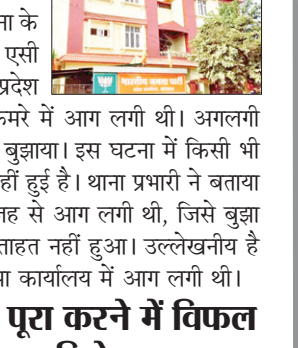 ना के
एसी
प्रदेश
भारतीय जनता पार्टी
कमरे में आग लगी थी। अगलगी
बुझाया। इस घटना में किसी भी
हीं हुई है। थाना प्रभारी ने बताया
जह से आग लगी थी, जिसे बुझा
ताहत नहीं हुआ। उल्लेखनीय है
ा कार्यालय में आग लगी थी।
पूरा करने में विफल